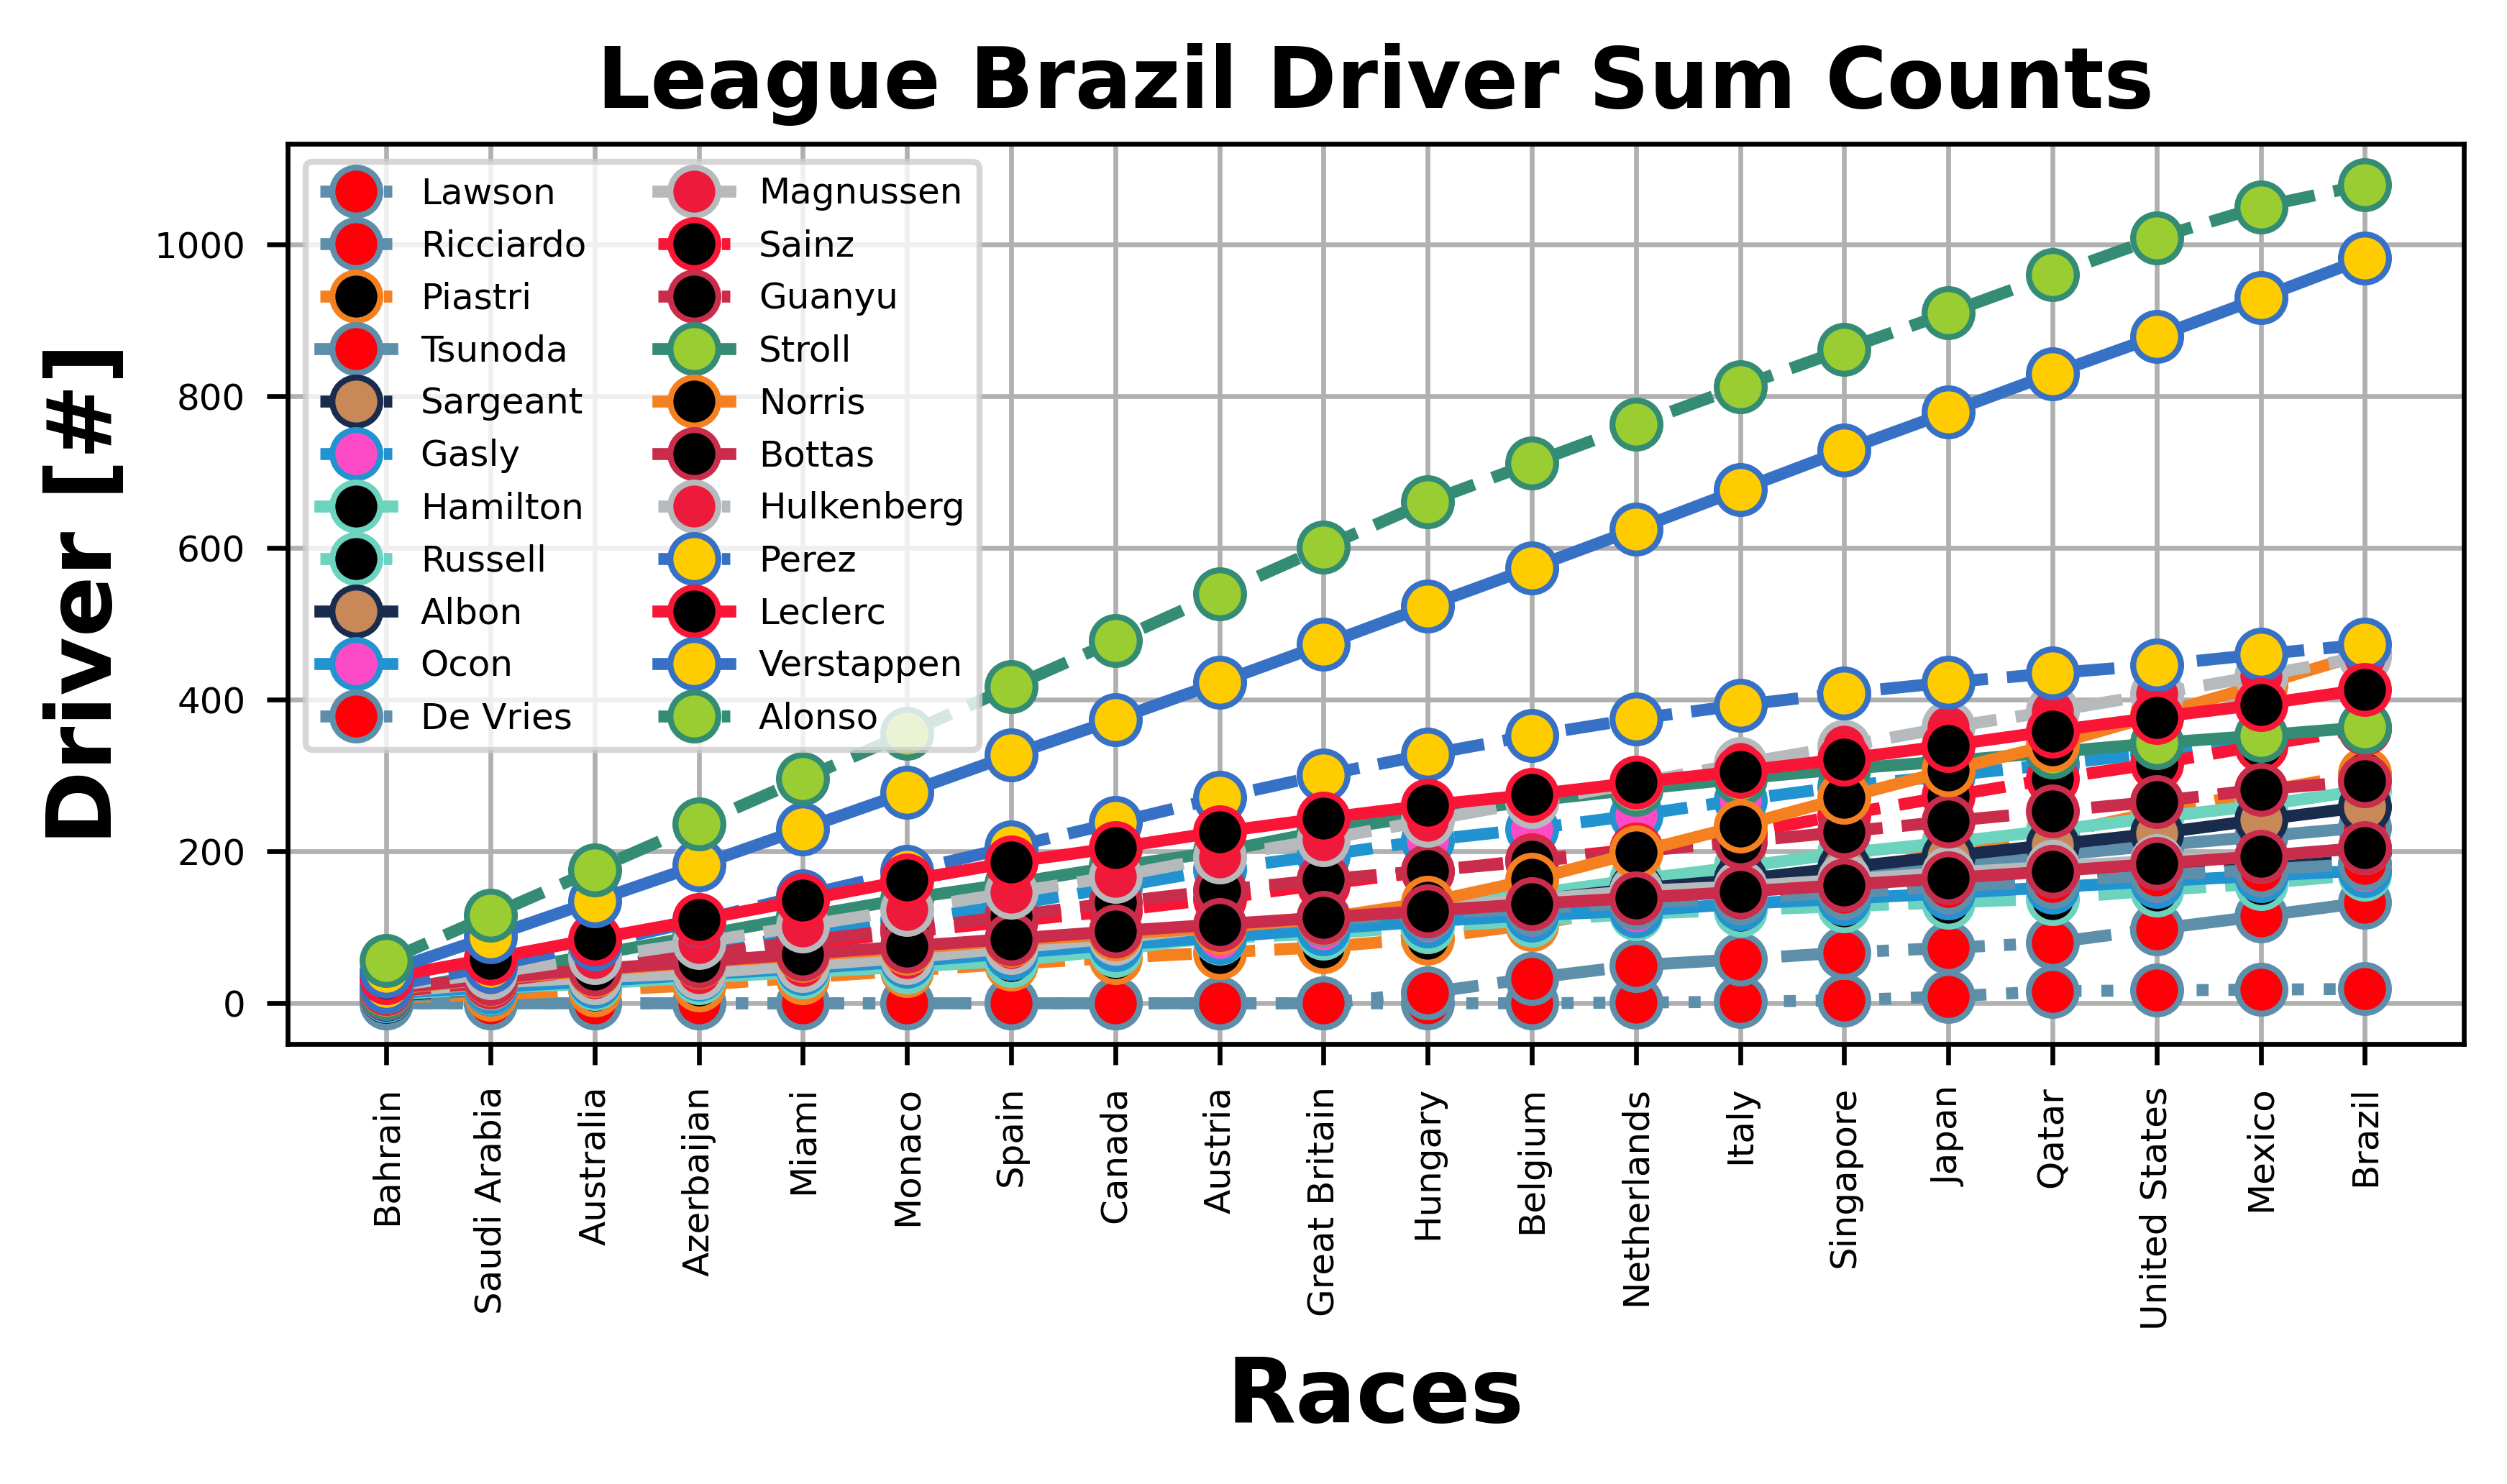 League Brazil Driver Sum Counts
Driver [#]
1000
800
600
400
200
0
Lawson
Ricciardo
Piastri
Tsunoda
Sargeant
Gasly
Hamilton
Russell
Albon
Ocon
De Vries
Magnussen
Sainz
Guanyu
Stroll
Norris
Bottas
Hulkenberg
Perez
Leclerc
Verstappen
Alonso
Bahrain
Saudi Arabia
Australia
Azerbaijan
Miami
Monaco
Spain
Canada
Austria
Great Britain
Hungary
Belgium
Netherlands
Italy
Singapore
Japan
Qatar
United States
Mexico
Brazil
Races